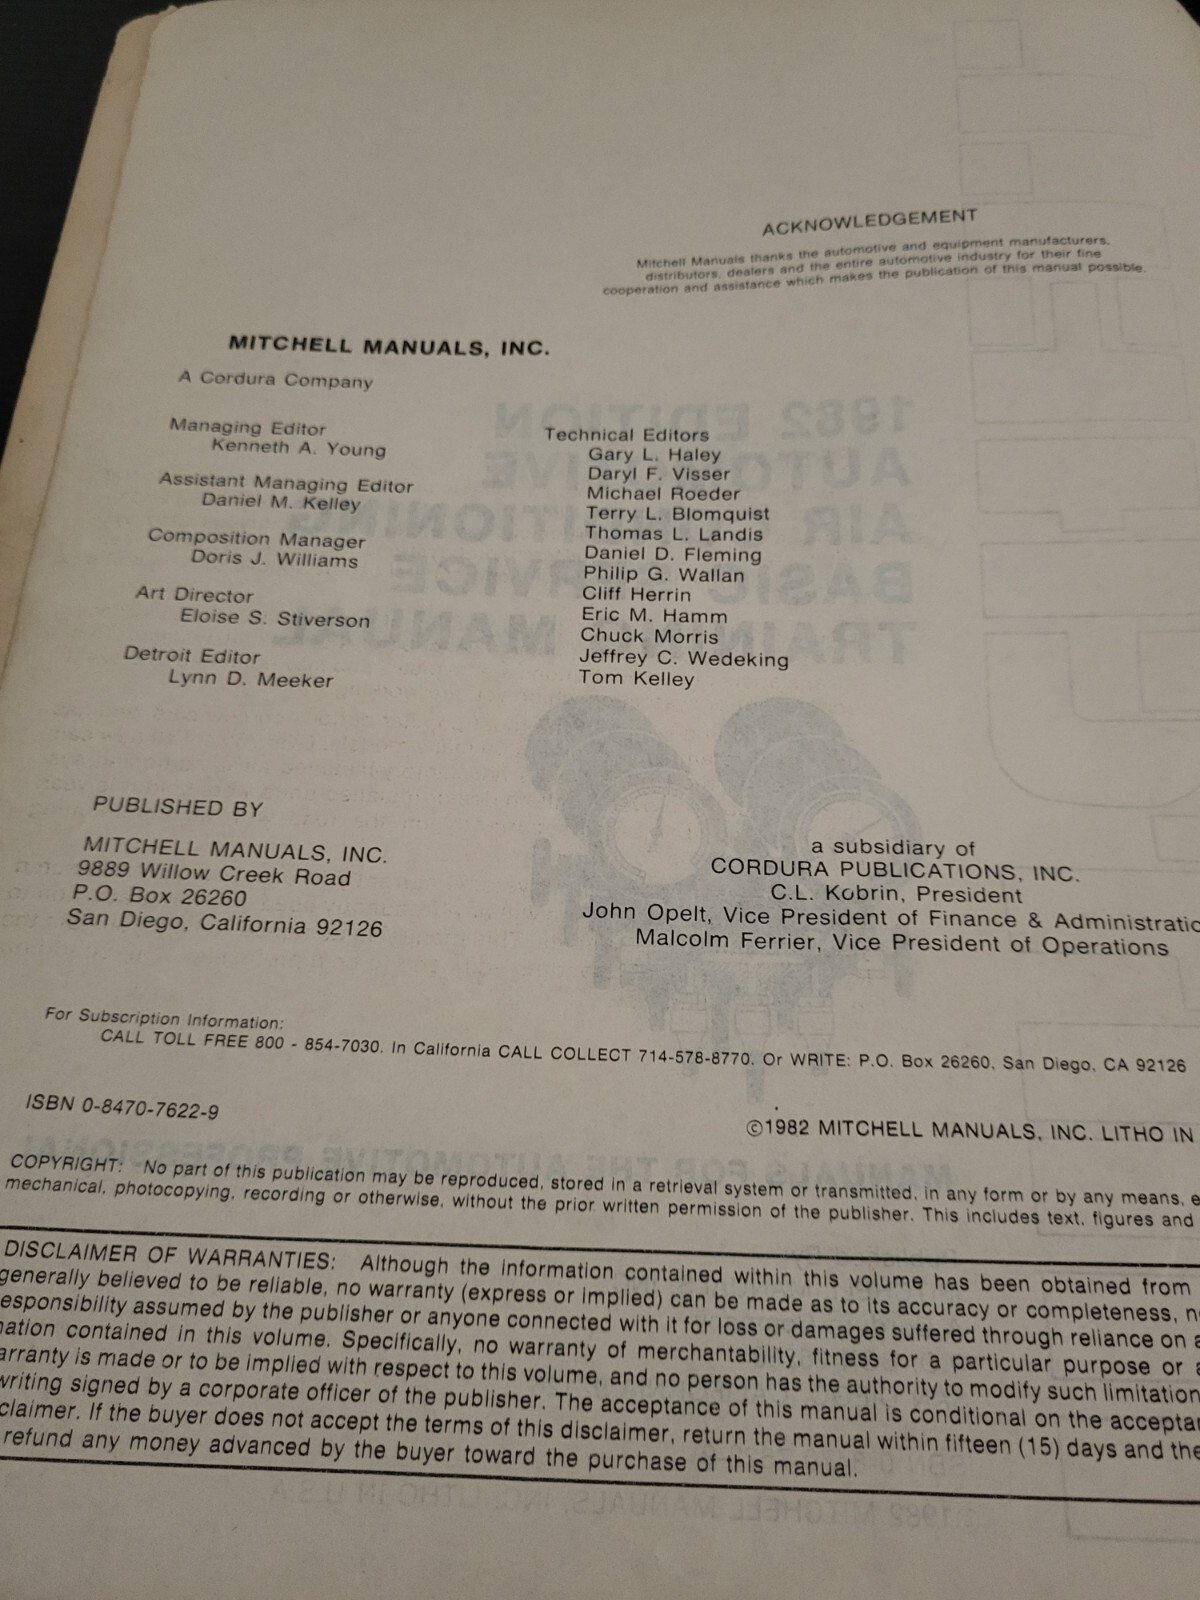 ACKNOWLEDGEMENT
Mitchell Manuals thanks the automotive and equipment manufacturers,
distributors, dealers and the entire automotive industry for their fine
cooperation and assistance which makes the publication of this manual possible.
MITCHELL MANUALS, INC.
A Cordura Company
Managing Editor
Kenneth A. Young
Assistant Managing Editor
Daniel M. Kelley
Composition Manager
Doris J. Williams
Art Director
Eloise S. Stiverson
Detroit Editor
Lynn D. Meeker
Technical Editors
Gary L. Haley
Daryl F. Visser
Michael Roeder
Terry L. Blomquist
Thomas L. Landis
Daniel D. Fleming
Philip G. Wallan
Cliff Herrin
Eric M. Hamm
Chuck Morris
Jeffrey C. Wedeking
Tom Kelley
PUBLISHED BY
MITCHELL MANUALS, INC.
9889 Willow Creek Road
P.O. Box 26260
San Diego, California 92126
a subsidiary of
CORDURA PUBLICATIONS, INC.
C.L. Kobrin, President
John Opelt, Vice President of Finance & Administratio
Malcolm Ferrier, Vice President of Operations
For Subscription Information:
CALL TOLL FREE 800 - 854-7030. In California CALL COLLECT 714-578-8770. Or WRITE: P.O. Box 26260, San Diego, CA 92126
ISBN 0-8470-7622-9
©1982 MITCHELL MANUALS, INC. LITHO IN
COPYRIGHT: No part of this publication may be reproduced, stored in a retrieval system or transmitted, in any form or by any means, e
mechanical, photocopying, recording or otherwise, without the prior written permission of the publisher. This includes text, figures and
DISCLAIMER OF WARRANTIES: Although the information contained within this volume has been obtained from
generally believed to be reliable, no warranty (express or implied) can be made as to its accuracy or completeness, n
esponsibility assumed by the publisher or anyone connected with it for loss or damages suffered through reliance on a
nation contained in this volume. Specifically, no warranty of merchantability, fitness for a particular purpose or a
arranty is made or to be implied with respect to this volume, and no person has the authority to modify such limitation
writing signed by a corporate officer of the publisher. The acceptance of this manual is conditional on the acceptan
claimer. If the buyer does not accept the terms of this disclaimer, return the manual within fifteen (15) days and the
refund any money advanced by the buyer toward the purchase of this manual.